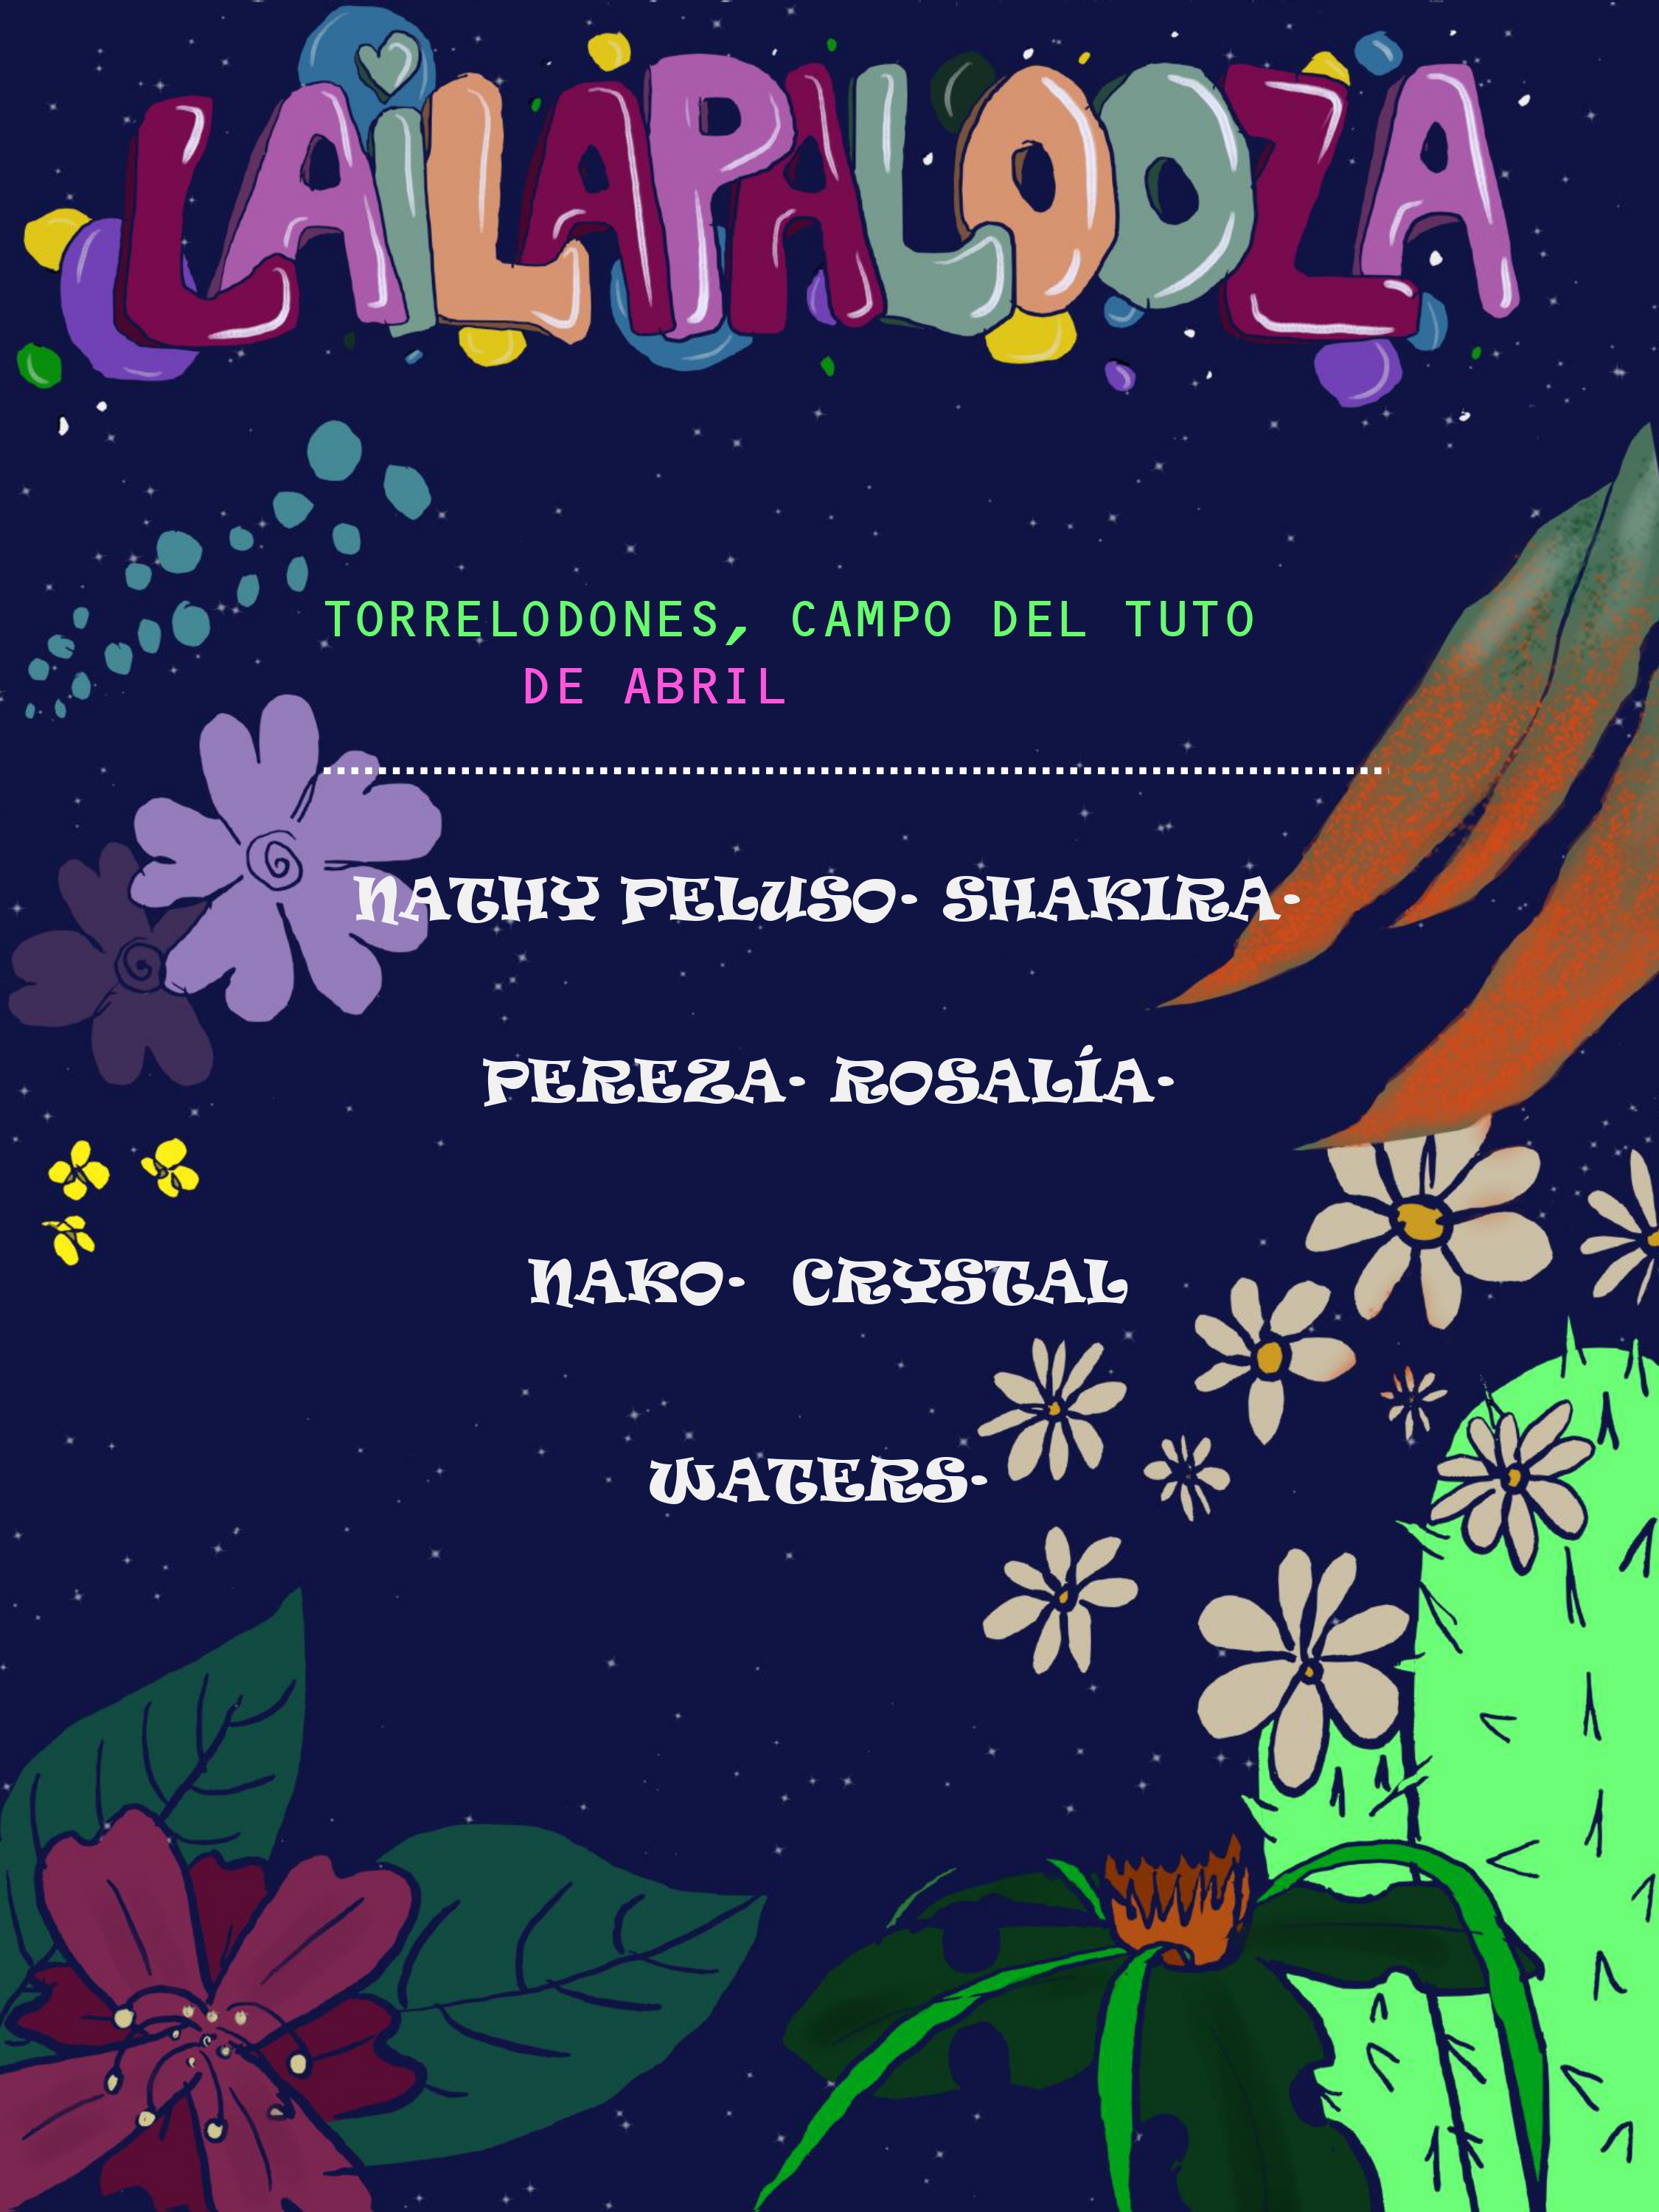 LAILAPALOOZA
TORRELODONES, CAMPO DEL TUTO
DE ABRIL
NATHY PELUSO· SHAKIRA·
PEREZA· ROSALÍA·
NAKO· CRYSTAL
WATERS·